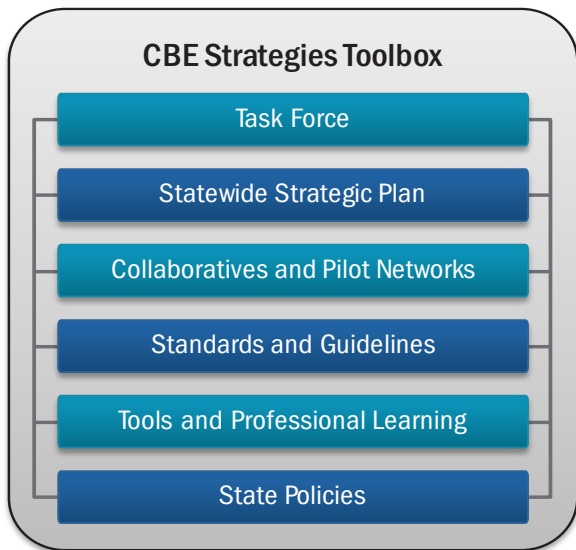 CBE Strategies Toolbox
Task Force
Statewide Strategic Plan
Collaboratives and Pilot Networks
Standards and Guidelines
Tools and Professional Learning
State Policies